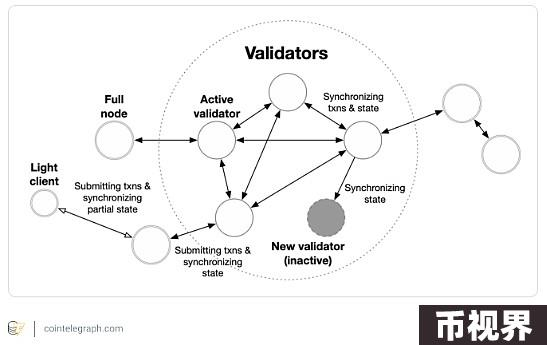 Validators
Full
node
Active
validator
Synchronizing
txns & state
Light
client
Submitting txns &
synchronizing
partial state
Synchronizing
state
Submitting txns &
synchronizing
state
New validator
(inactive)
cointelegraph.com
币视界